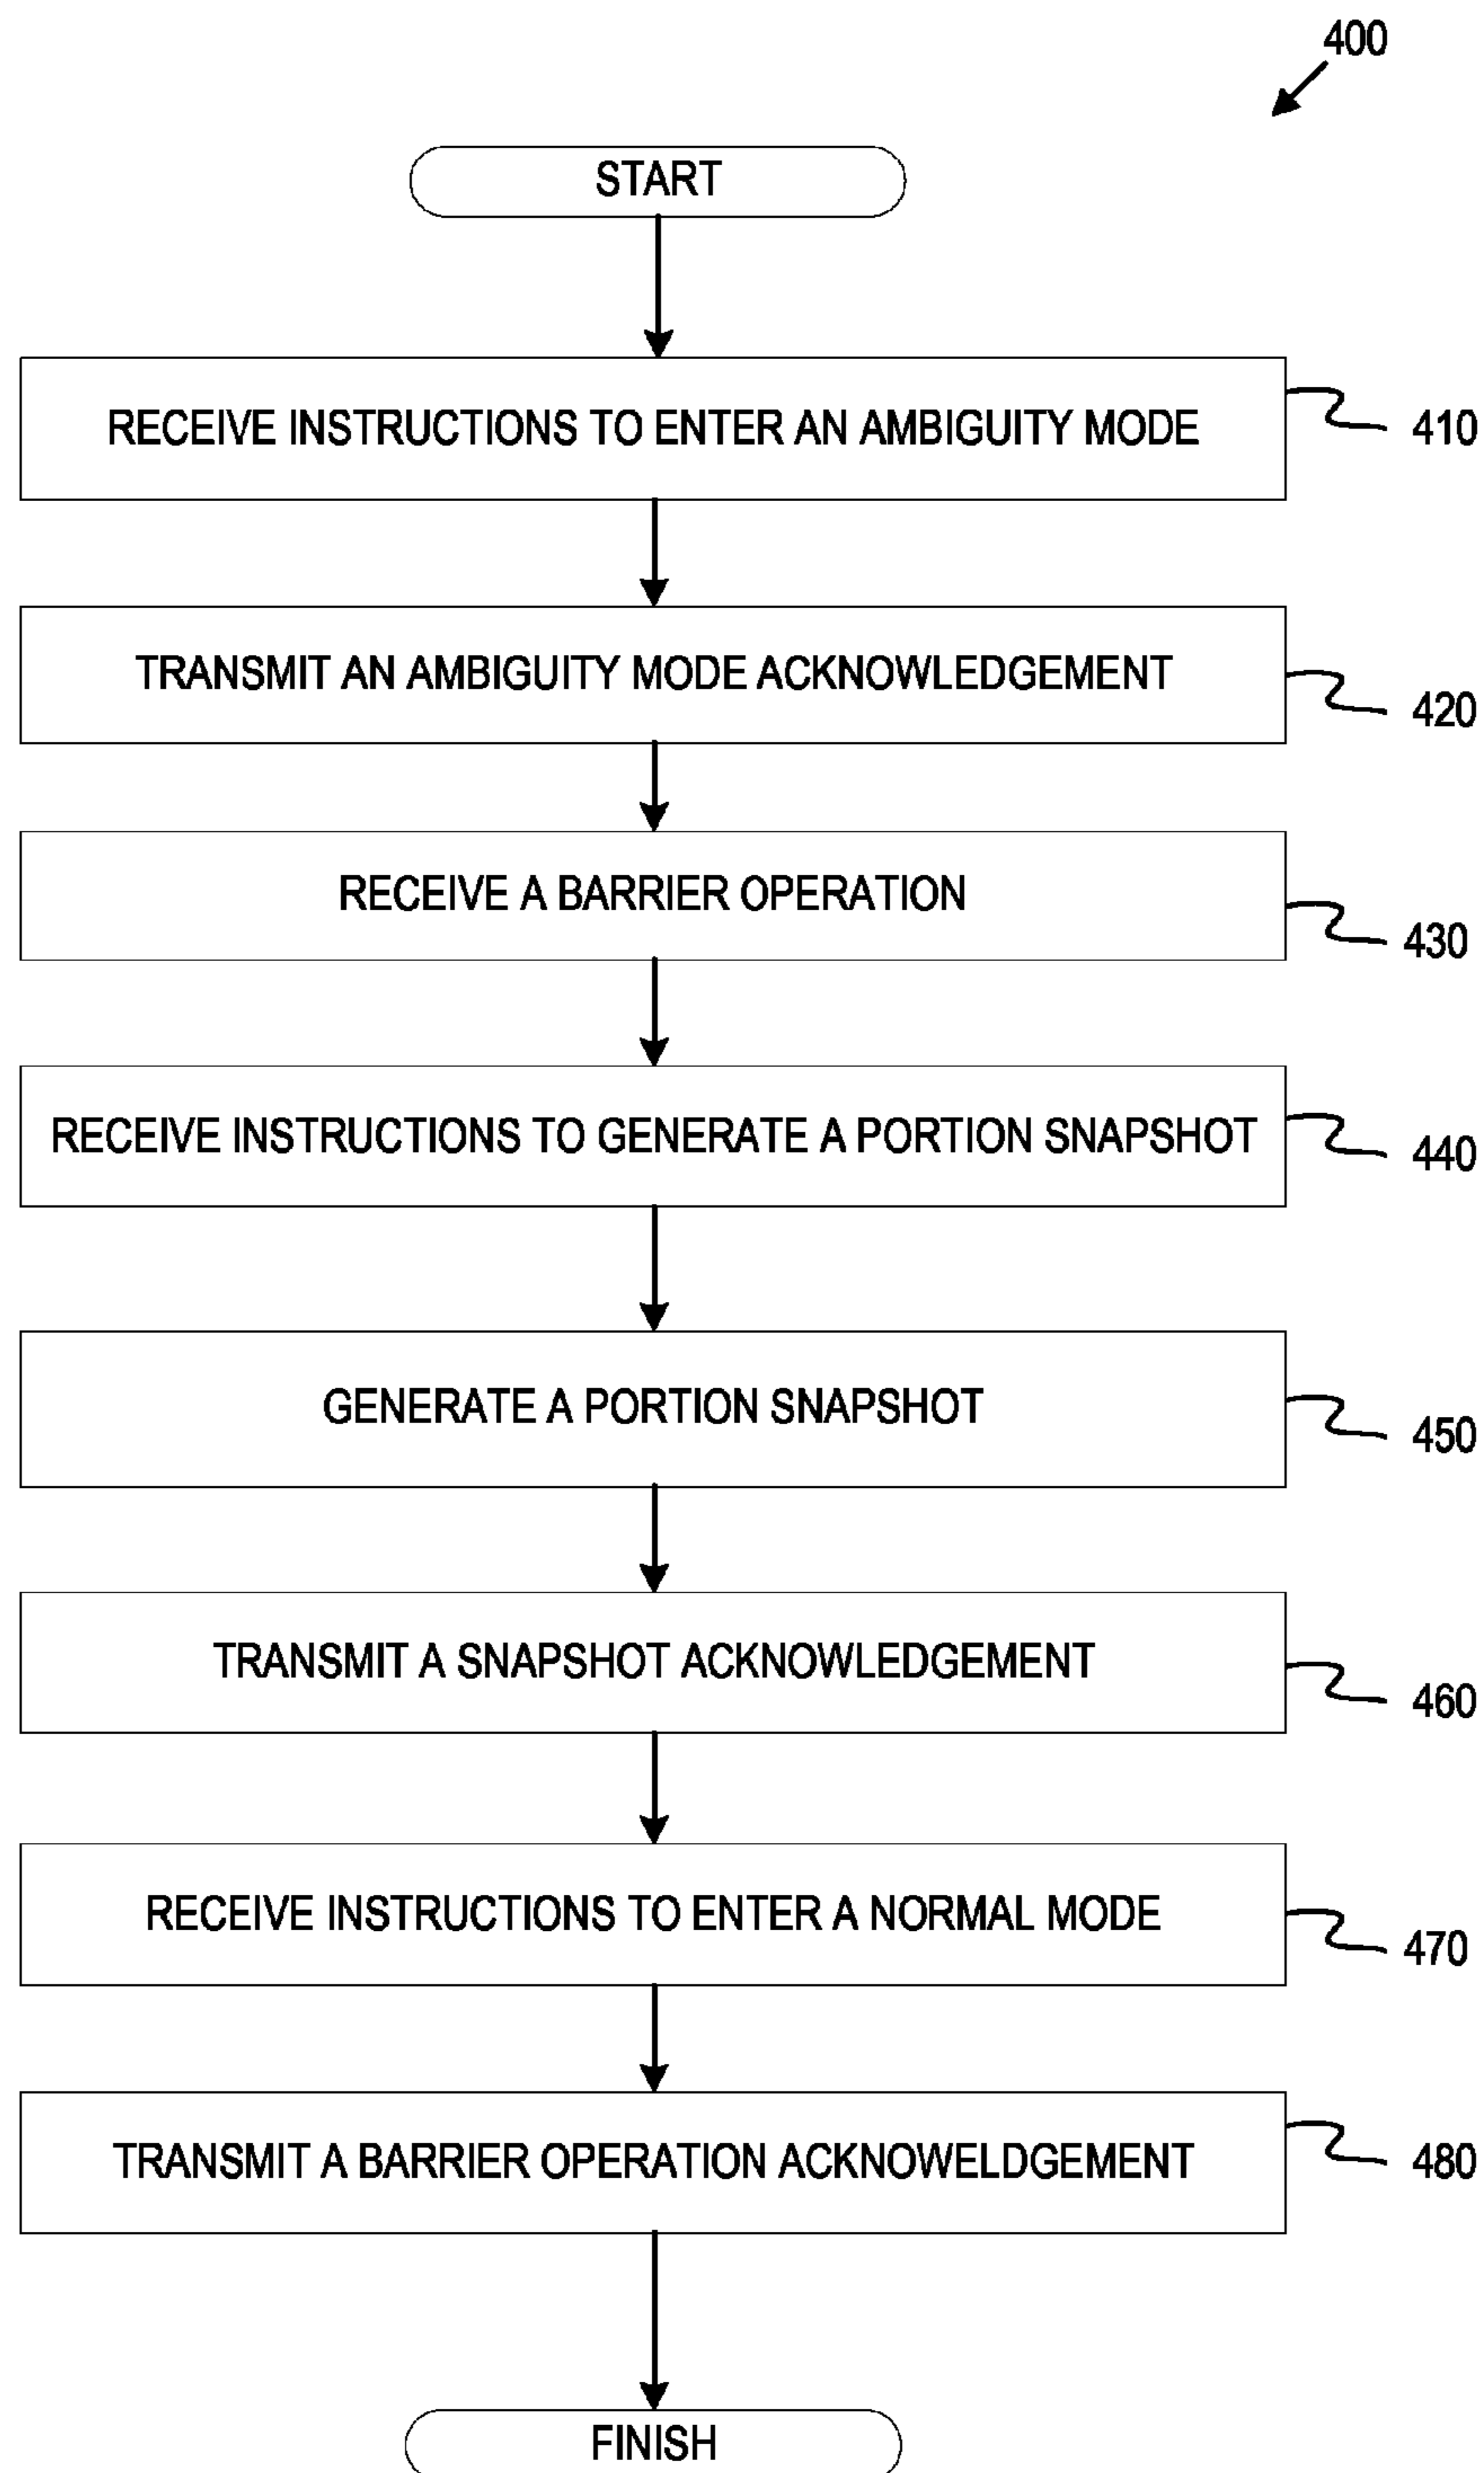 400
START
RECEIVE INSTRUCTIONS TO ENTER AN AMBIGUITY MODE
410
TRANSMIT AN AMBIGUITY MODE ACKNOWLEDGEMENT
420
RECEIVE A BARRIER OPERATION
430
RECEIVE INSTRUCTIONS TO GENERATE A PORTION SNAPSHOT
440
GENERATE A PORTION SNAPSHOT
450
TRANSMIT A SNAPSHOT ACKNOWLEDGEMENT
460
RECEIVE INSTRUCTIONS TO ENTER A NORMAL MODE
470
TRANSMIT A BARRIER OPERATION ACKNOWELDGEMENT
480
FINISH